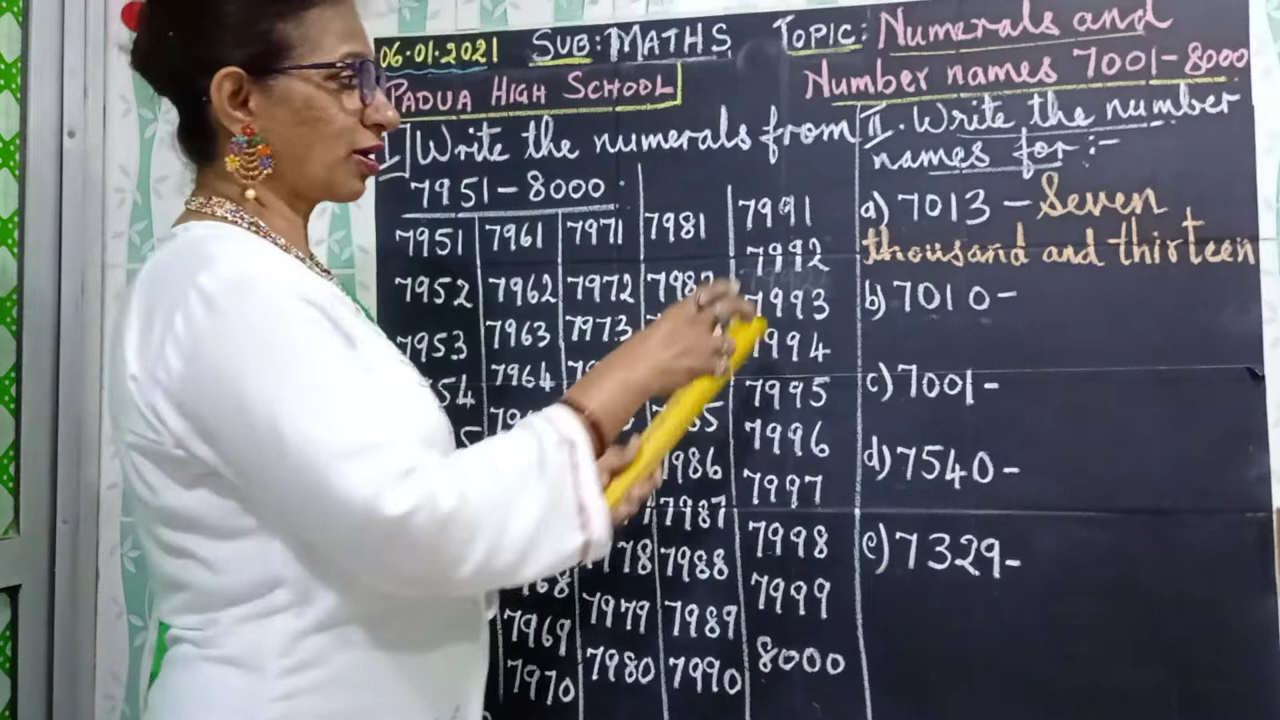 06.01.2021 SUB: MATHS TOPIC: Numerals and
PADUA HIGH SCHOOL Number names 7001-8000
I] Write the numerals from
7951-8000
7951 7961 7971 7981 7991
7952 7962 7972 7992
7953 7963 7973 7993
7964 7994
7995
7986 7996
7987 7997
7988 7998
7979 7989 7999
7969
7970 7980 7990 8000
II. Write the number
names for :-
a) 7013 - Seven
thousand and thirteen
b) 7010 -
c) 7001 -
d) 7540 -
e) 7329 -